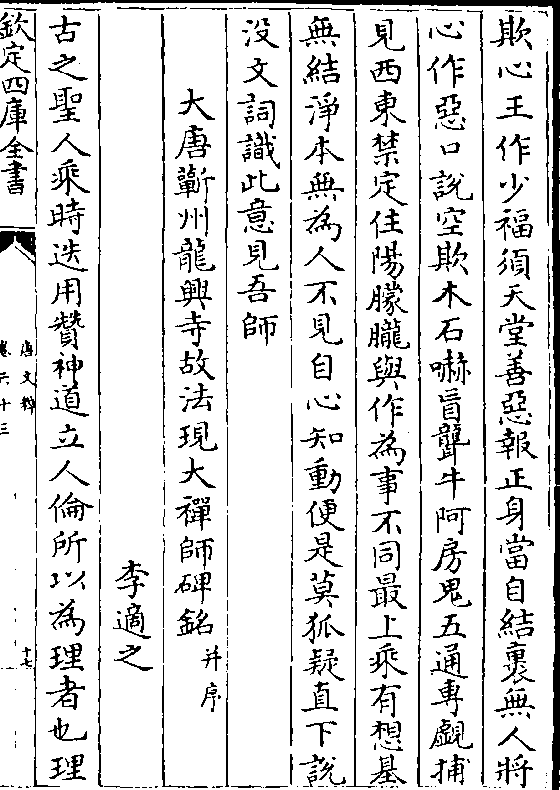 欺心王作少福須天堂善惡報正身當自結裹無人將
心作惡口說空欺木石嚇盲聾牛阿房鬼五通専覷捕
見西東禁定住陽朦朧與作為事不同最上乘有想基
無結淨本無為人不見自心知動便是莫狐疑直下説
没文詞識此意見吾師
大唐蘄州龍興寺故法現大禪師碑銘并序
李適之
古之聖人乘時迭用贊神道立人倫所以為理者也理
欽定四庫全書
唐文粹
卷六十三
十七